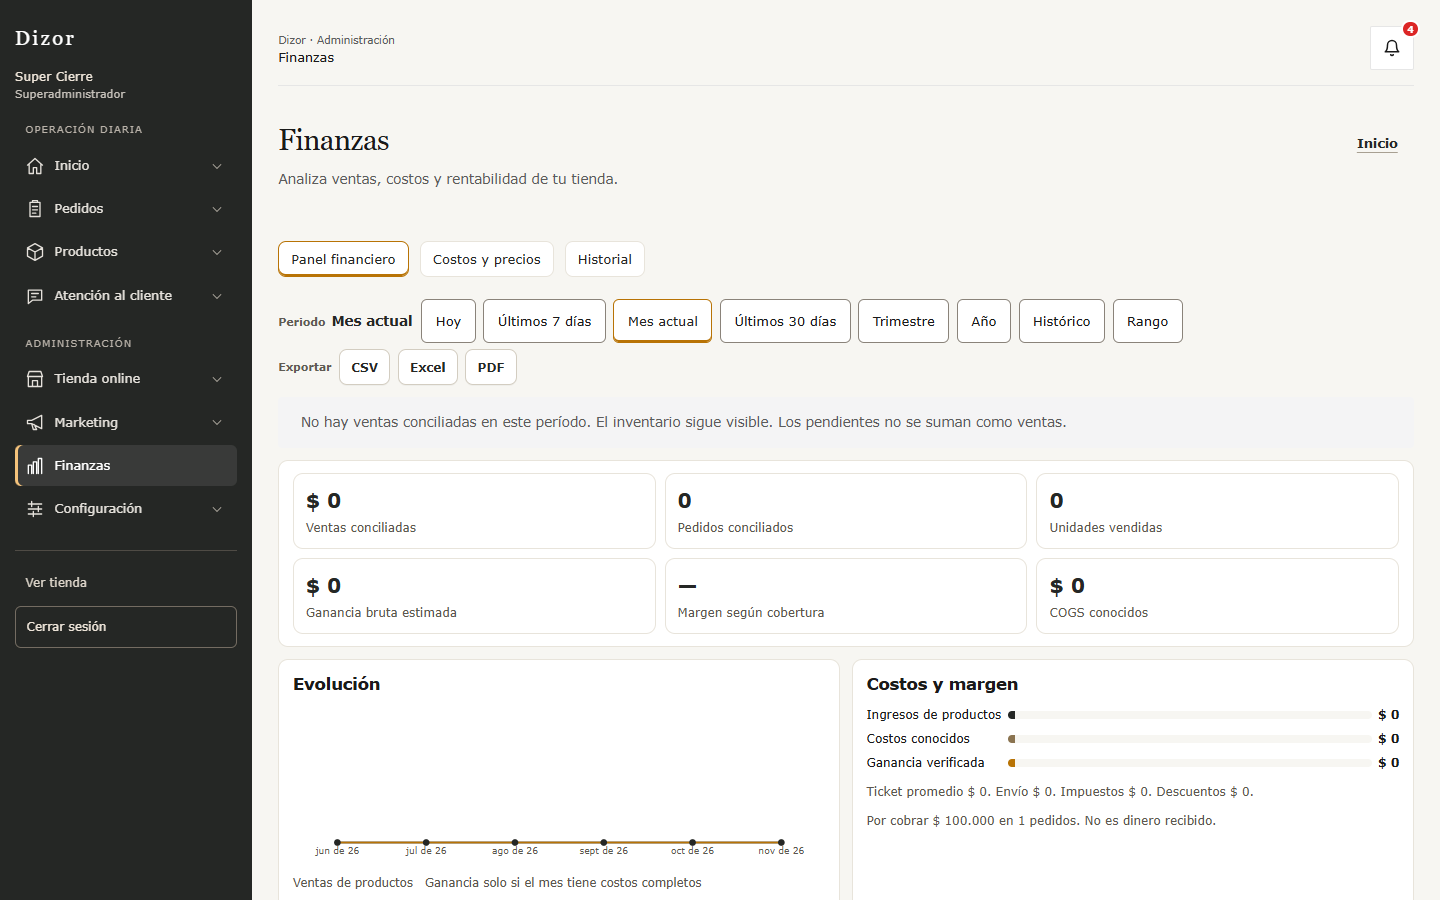 Dizor
Super Cierre
Superadministrador
OPERACIÓN DIARIA
Inicio
Pedidos
Productos
Atención al cliente
ADMINISTRACIÓN
Tienda online
Marketing
Finanzas
Configuración
Ver tienda
Cerrar sesión
Dizor · Administración
Finanzas
4
Finanzas
Inicio
Analiza ventas, costos y rentabilidad de tu tienda.
Panel financiero Costos y precios Historial
Periodo Mes actual Hoy Últimos 7 días Mes actual Últimos 30 días Trimestre Año Histórico Rango
Exportar CSV Excel PDF
No hay ventas conciliadas en este período. El inventario sigue visible. Los pendientes no se suman como ventas.
$ 0
Ventas conciliadas
0
Pedidos conciliados
0
Unidades vendidas
$ 0
Ganancia bruta estimada
—
Margen según cobertura
$ 0
COGS conocidos
Evolución
jun de 26 jul de 26 ago de 26 sept de 26 oct de 26 nov de 26
Ventas de productos Ganancia solo si el mes tiene costos completos
Costos y margen
Ingresos de productos $ 0
Costos conocidos $ 0
Ganancia verificada $ 0
Ticket promedio $ 0. Envío $ 0. Impuestos $ 0. Descuentos $ 0.
Por cobrar $ 100.000 en 1 pedidos. No es dinero recibido.